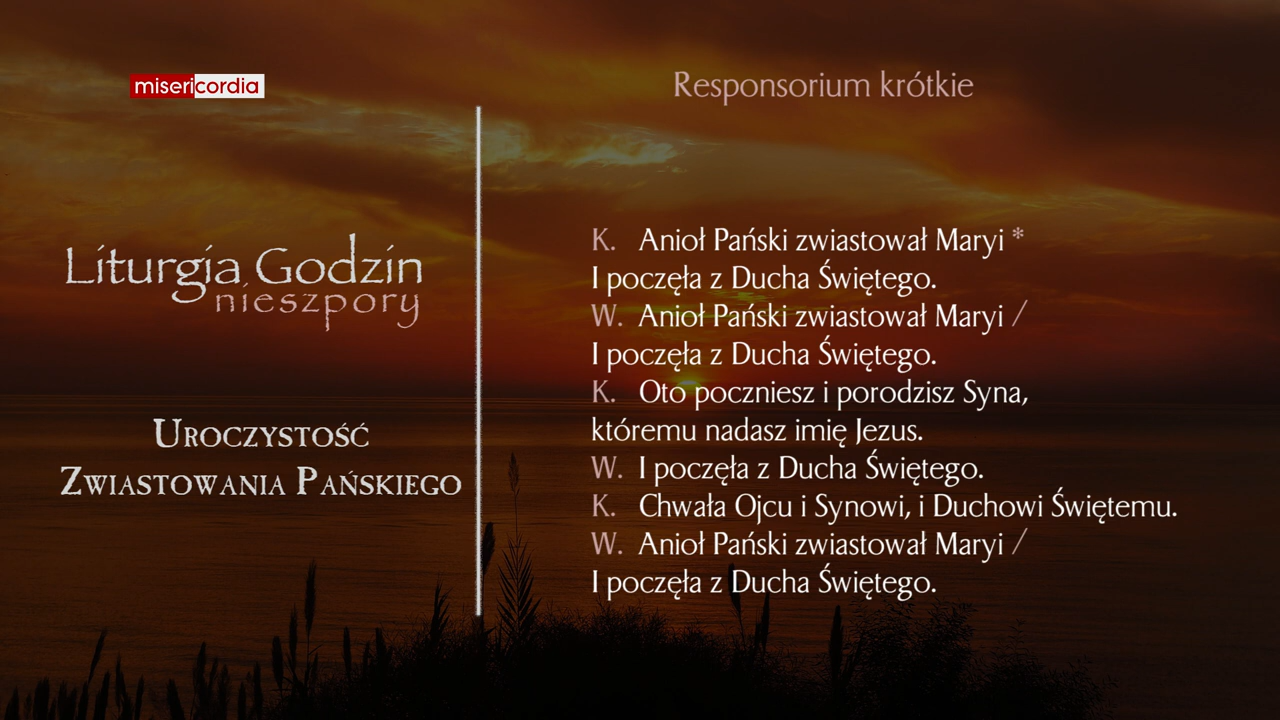 misericordia
Responsorium krótkie
Liturgia Godzin
nieszpory
Uroczystość
Zwiastowania Pańskiego
K. Anioł Pański zwiastował Maryi *
I poczęła z Ducha Świętego.
W. Anioł Pański zwiastował Maryi /
I poczęła z Ducha Świętego.
K. Oto poczniesz i porodzisz Syna,
któremu nadasz imię Jezus.
W. I poczęła z Ducha Świętego.
K. Chwała Ojcu i Synowi, i Duchowi Świętemu.
W. Anioł Pański zwiastował Maryi /
I poczęła z Ducha Świętego.